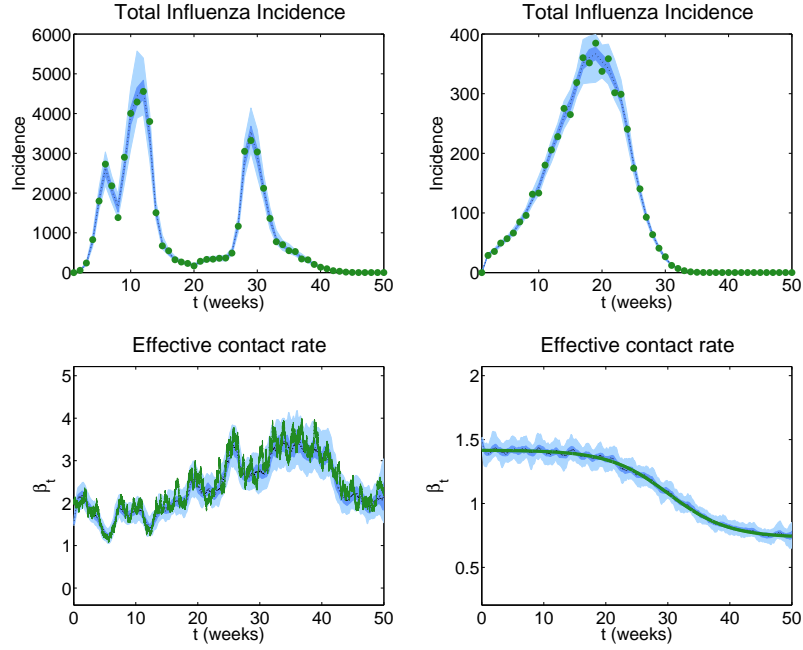 Total Influenza Incidence
6000
5000
4000
3000
2000
1000
0
Incidence
10 20 30 40 50
t (weeks)
Total Influenza Incidence
400
300
200
100
0
Incidence
10 20 30 40 50
t (weeks)
Effective contact rate
5
4
3
2
1
0
βt
0 10 20 30 40 50
t (weeks)
Effective contact rate
2
1.5
1
0.5
βt
0 10 20 30 40 50
t (weeks)